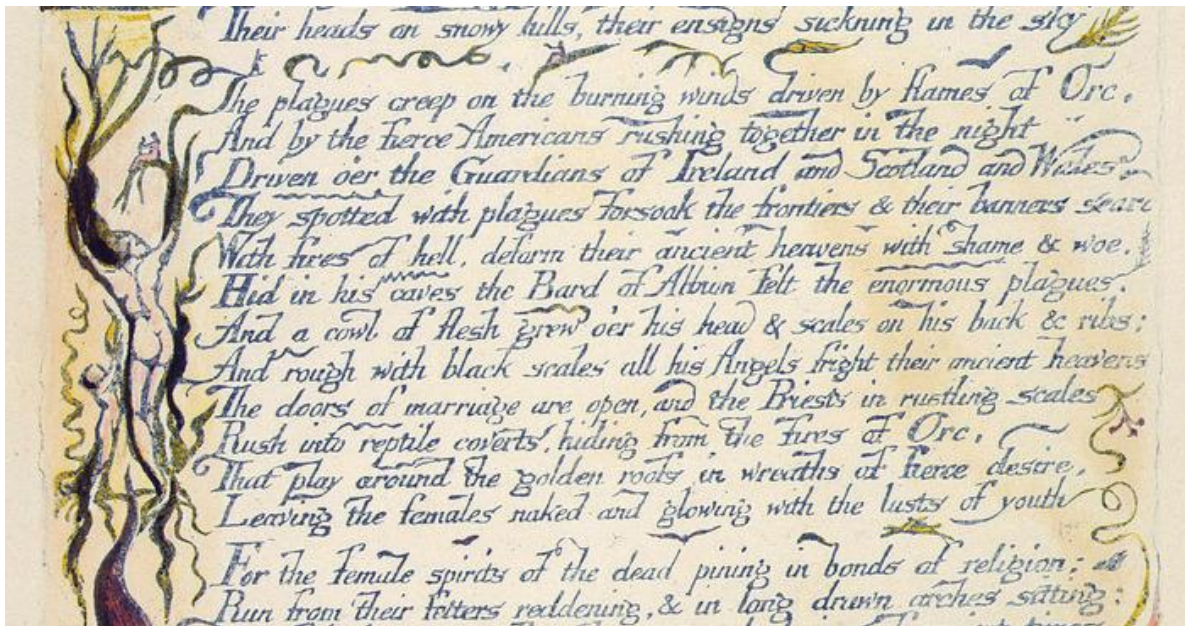 Their heads on snowy hills, their ensigns sickning in the sky
The plagues creep on the burning winds driven by flames of Orc,
And by the fierce Americans rushing together in the night
Driven o'er the Guardians of Ireland and Scotland and Wales
They spotted with plagues forsook the frontiers & their banners seard
With fires of hell, deform their ancient heavens with shame & woe.
Hid in his caves the Bard of Albion felt the enormous plagues.
And a cowl of flesh grew o'er his head & scales on his back & ribs;
And rough with black scales all his Angels fright their ancient heavens
The doors of marriage are open, and the Priests in rustling scales
Rush into reptile coverts, hiding from the fires of Orc,
That play around the golden roofs in wreaths of fierce desire,
Leaving the females naked and glowing with the lusts of youth
For the female spirits of the dead pining in bonds of religion;
Run from their fetters reddening, & in long drawn arches sitting: